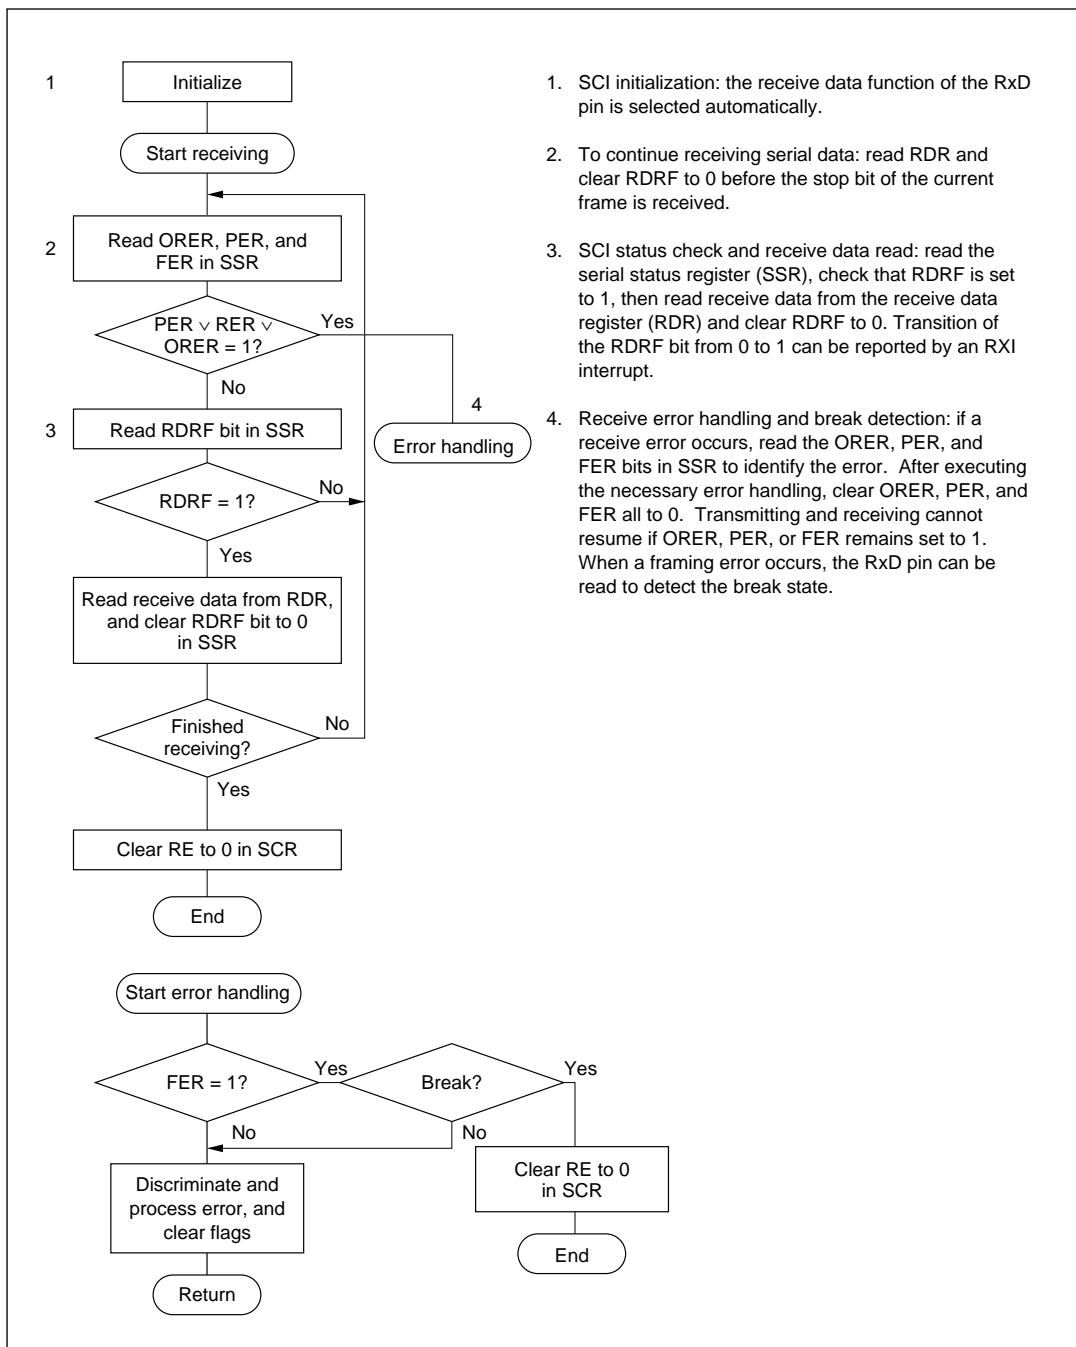 1
Initialize
Start receiving
2
Read ORER, PER, and
FER in SSR
PER ∨ RER ∨
ORER = 1?
Yes
No
4
Error handling
3
Read RDRF bit in SSR
RDRF = 1?
No
Yes
Read receive data from RDR,
and clear RDRF bit to 0
in SSR
Finished
receiving?
No
Yes
Clear RE to 0 in SCR
End
1. SCI initialization: the receive data function of the RxD
pin is selected automatically.
2. To continue receiving serial data: read RDR and
clear RDRF to 0 before the stop bit of the current
frame is received.
3. SCI status check and receive data read: read the
serial status register (SSR), check that RDRF is set
to 1, then read receive data from the receive data
register (RDR) and clear RDRF to 0. Transition of
the RDRF bit from 0 to 1 can be reported by an RXI
interrupt.
4. Receive error handling and break detection: if a
receive error occurs, read the ORER, PER, and
FER bits in SSR to identify the error. After executing
the necessary error handling, clear ORER, PER, and
FER all to 0. Transmitting and receiving cannot
resume if ORER, PER, or FER remains set to 1.
When a framing error occurs, the RxD pin can be
read to detect the break state.
Start error handling
FER = 1?
Yes
Break?
Yes
No
No
Discriminate and
process error, and
clear flags
Return
Clear RE to 0
in SCR
End